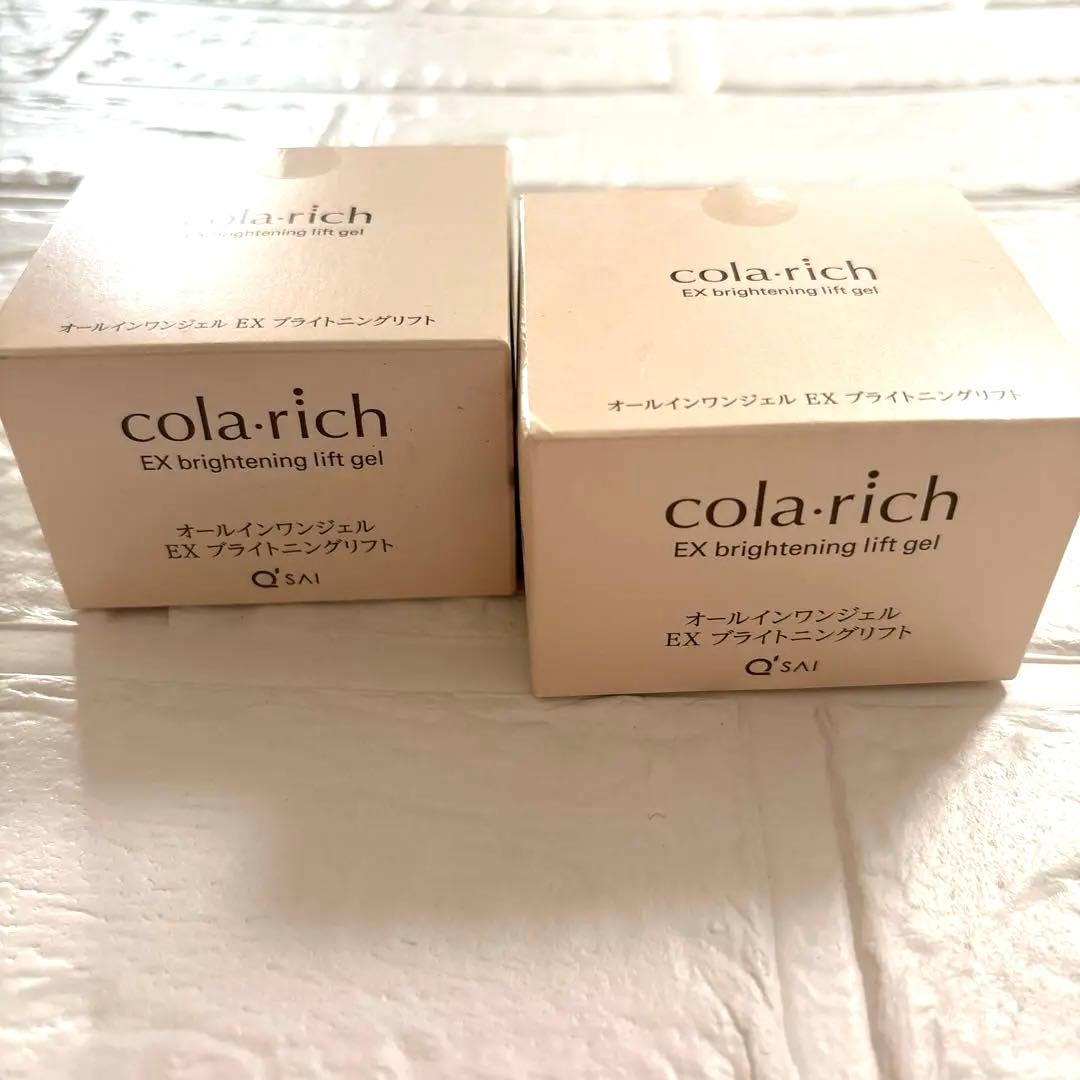 cola·rich
EX brightening lift gel
オールインワンジェル EX ブライトニングリフト
cola·rich
EX brightening lift gel
オールインワンジェル
EX ブライトニングリフト
Q'SAI
cola·rich
EX brightening lift gel
オールインワンジェル EX ブライトニングリフト
cola·rich
EX brightening lift gel
オールインワンジェル
EX ブライトニングリフト
Q'SAI